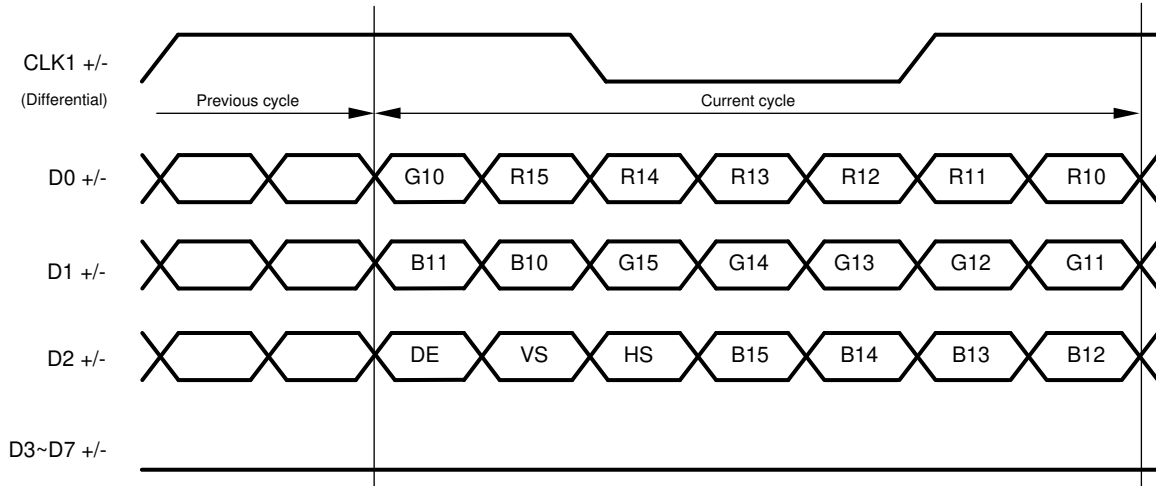 CLK1 +/-
(Differential)
Previous cycle
Current cycle
D0 +/-
G10 R15 R14 R13 R12 R11 R10
D1 +/-
B11 B10 G15 G14 G13 G12 G11
D2 +/-
DE VS HS B15 B14 B13 B12
D3~D7 +/-